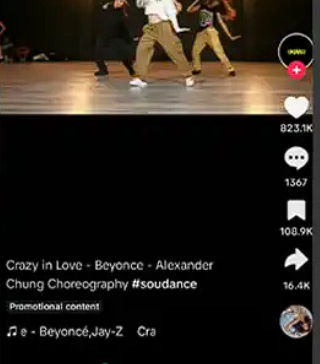 823.1K
1367
108.9K
16.4K
Crazy in Love - Beyonce - Alexander
Chung Choreography #soudance
Promotional content
e - Beyoncé,Jay-Z Cra